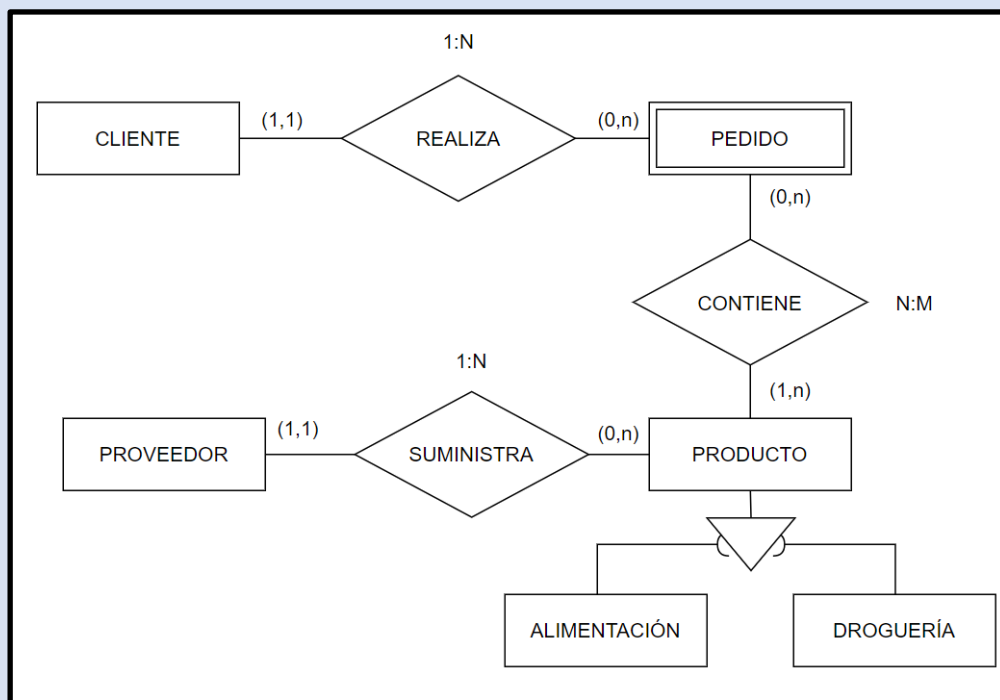 1:N
CLIENTE
(1,1)
REALIZA
(0,n)
PEDIDO
(0,n)
CONTIENE
N:M
1:N
(1,n)
PROVEEDOR
(1,1)
SUMINISTRA
(0,n)
PRODUCTO
ALIMENTACIÓN
DROGUERÍA